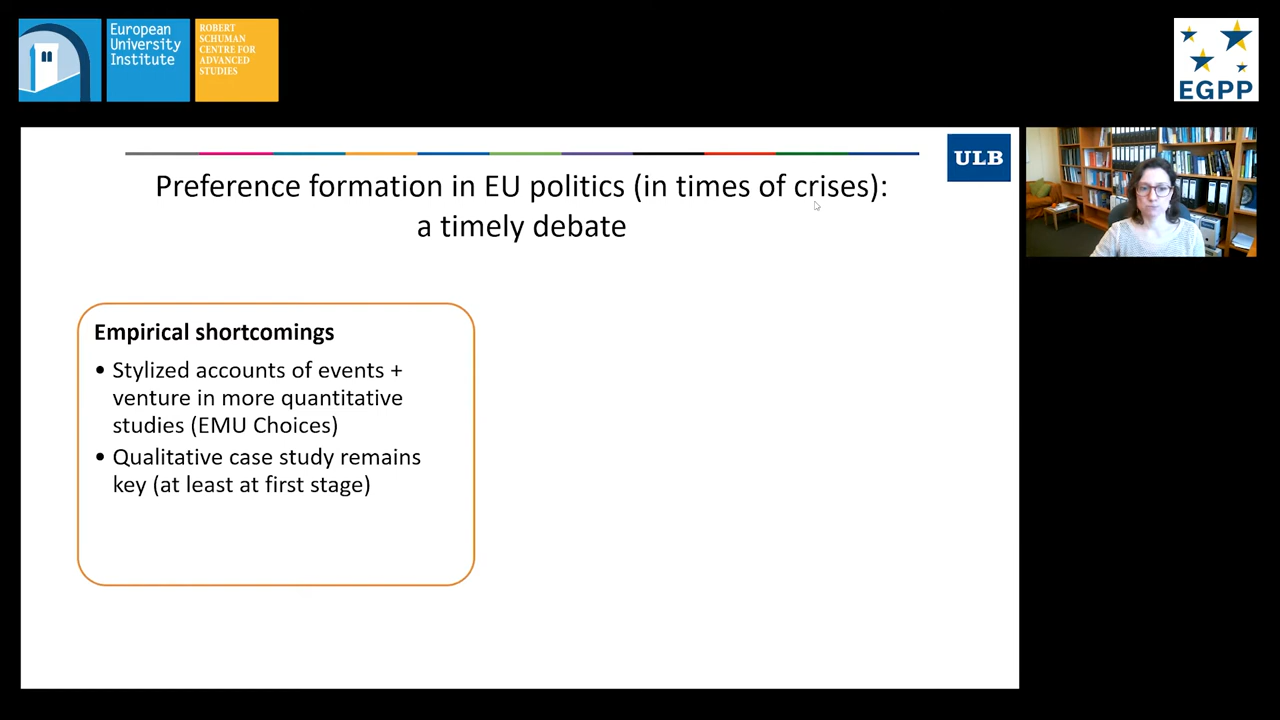 European
University
Institute
ROBERT
SCHUMAN
CENTRE FOR
ADVANCED
STUDIES
EGPP
ULB
Preference formation in EU politics (in times of crises):
a timely debate
Empirical shortcomings
• Stylized accounts of events +
venture in more quantitative
studies (EMU Choices)
• Qualitative case study remains
key (at least at first stage)